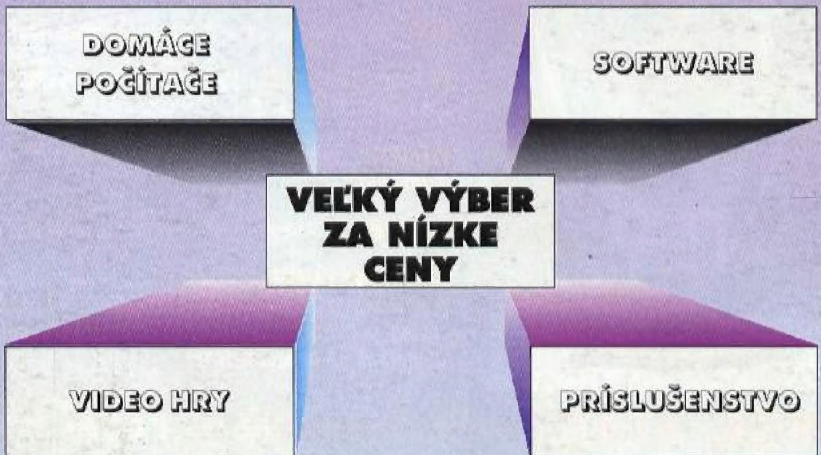 DOMÁCE
POČÍTAČE
SOFTWARE
VEĽKÝ VÝBER
ZA NÍZKE
CENY
VIDEO HRY
PRÍSLUŠENSTVO